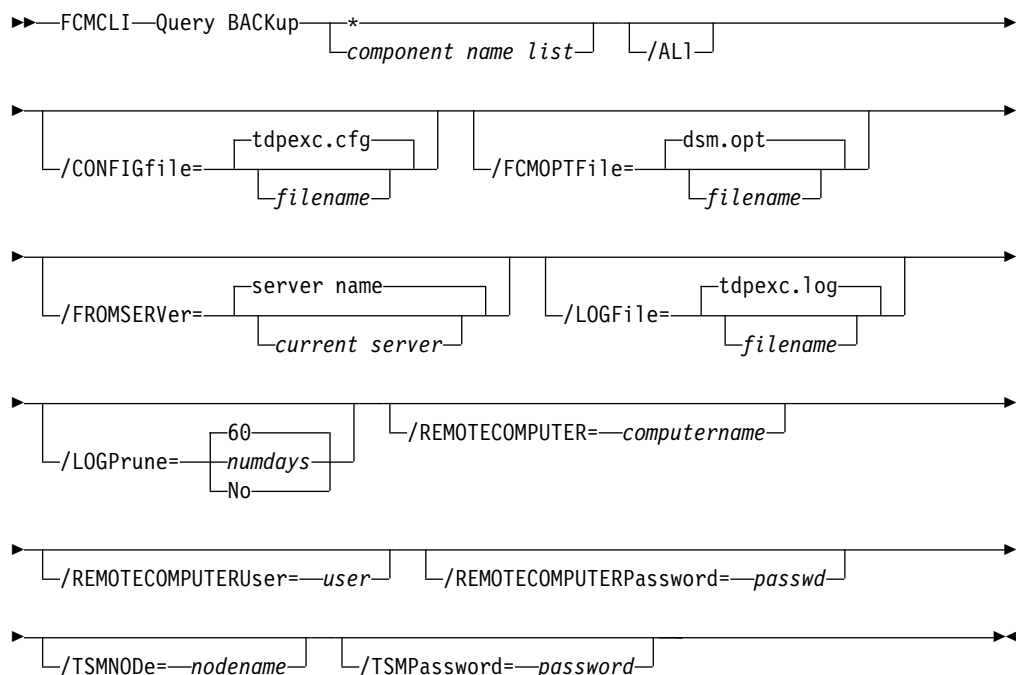 FCMCLI Query BACKup *
component name list /ALl
/CONFIGfile= tdpexc.cfg /FCMOPTFile= dsm.opt
filename filename
/FROMSERVer= server name /LOGFile= tdpexc.log
current server filename
/LOGPrune= 60 /REMOTECOMPUTER= computername
numdays
No
/REMOTECOMPUTERUser= user /REMOTECOMPUTERPassword= passwd
/TSMNODe= nodename /TSMPassword= password